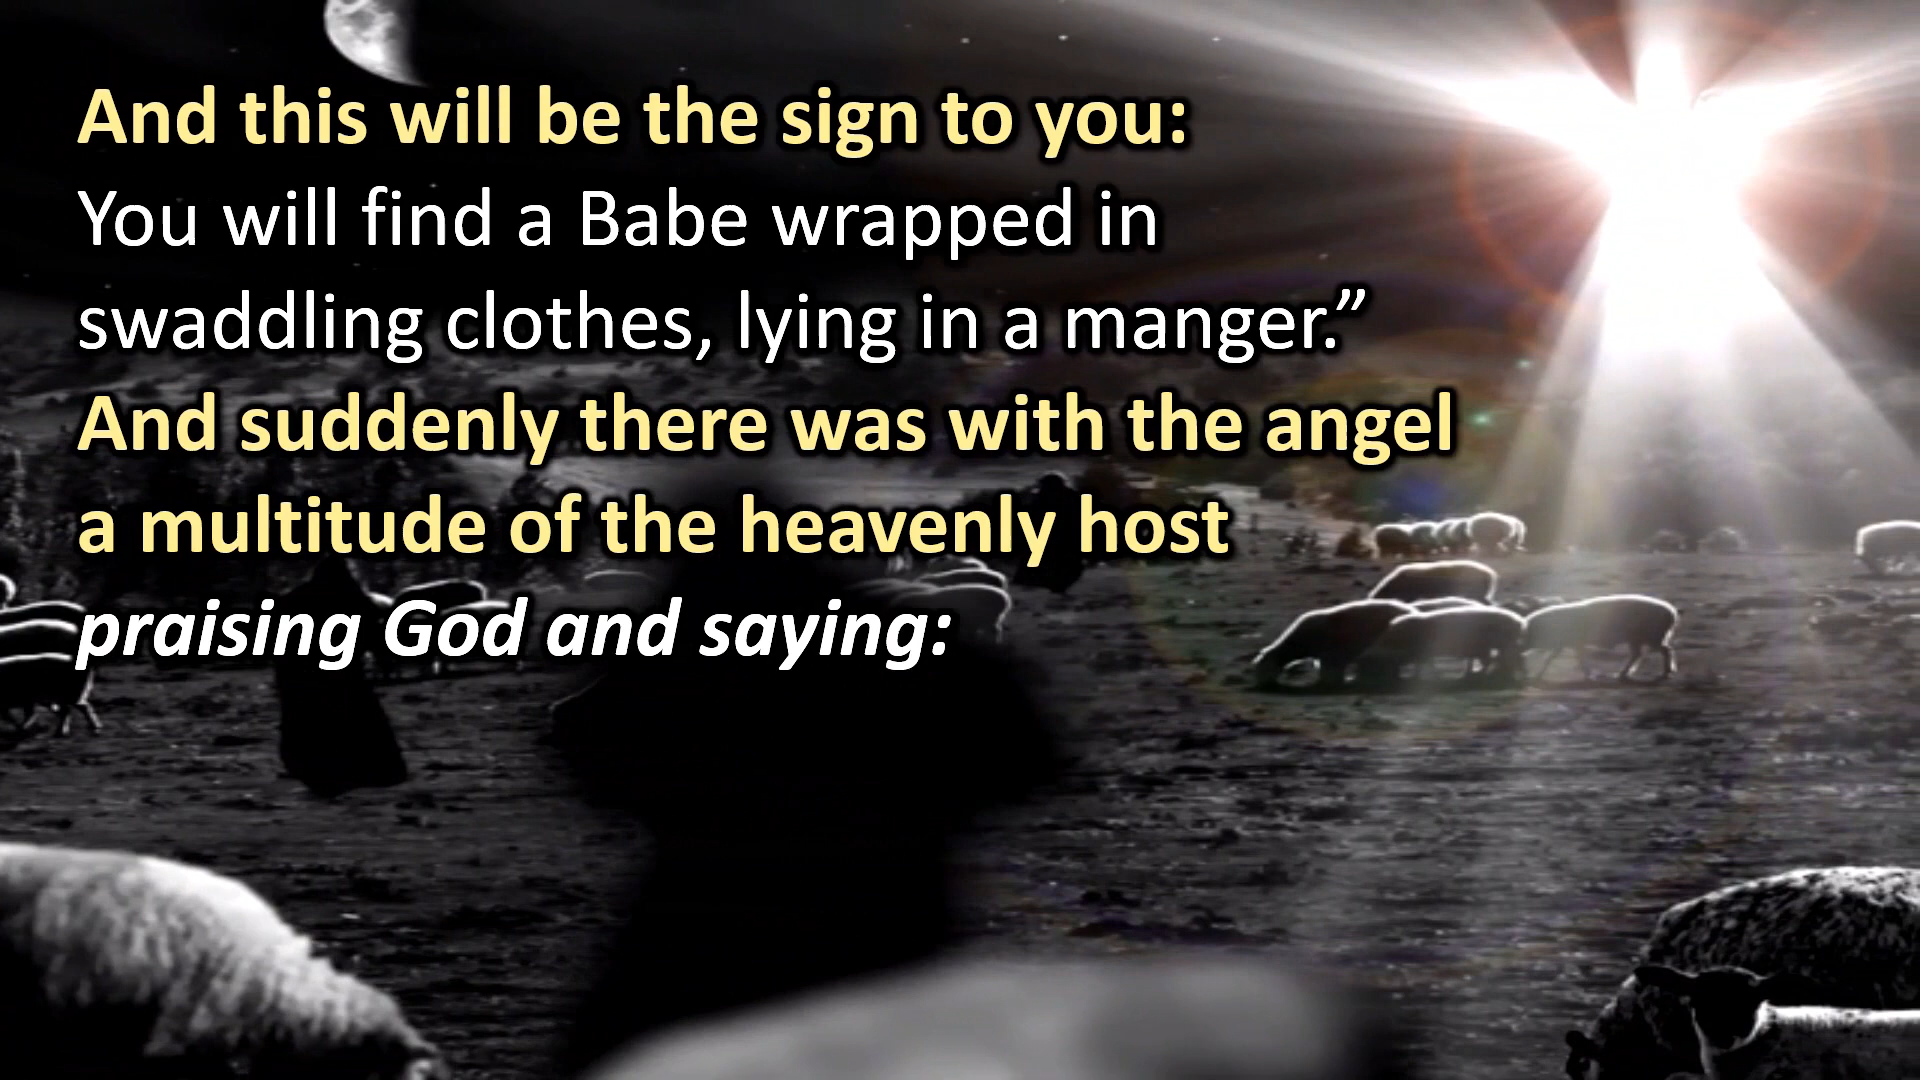 And this will be the sign to you:
You will find a Babe wrapped in
swaddling clothes, lying in a manger.”
And suddenly there was with the angel
a multitude of the heavenly host
praising God and saying: